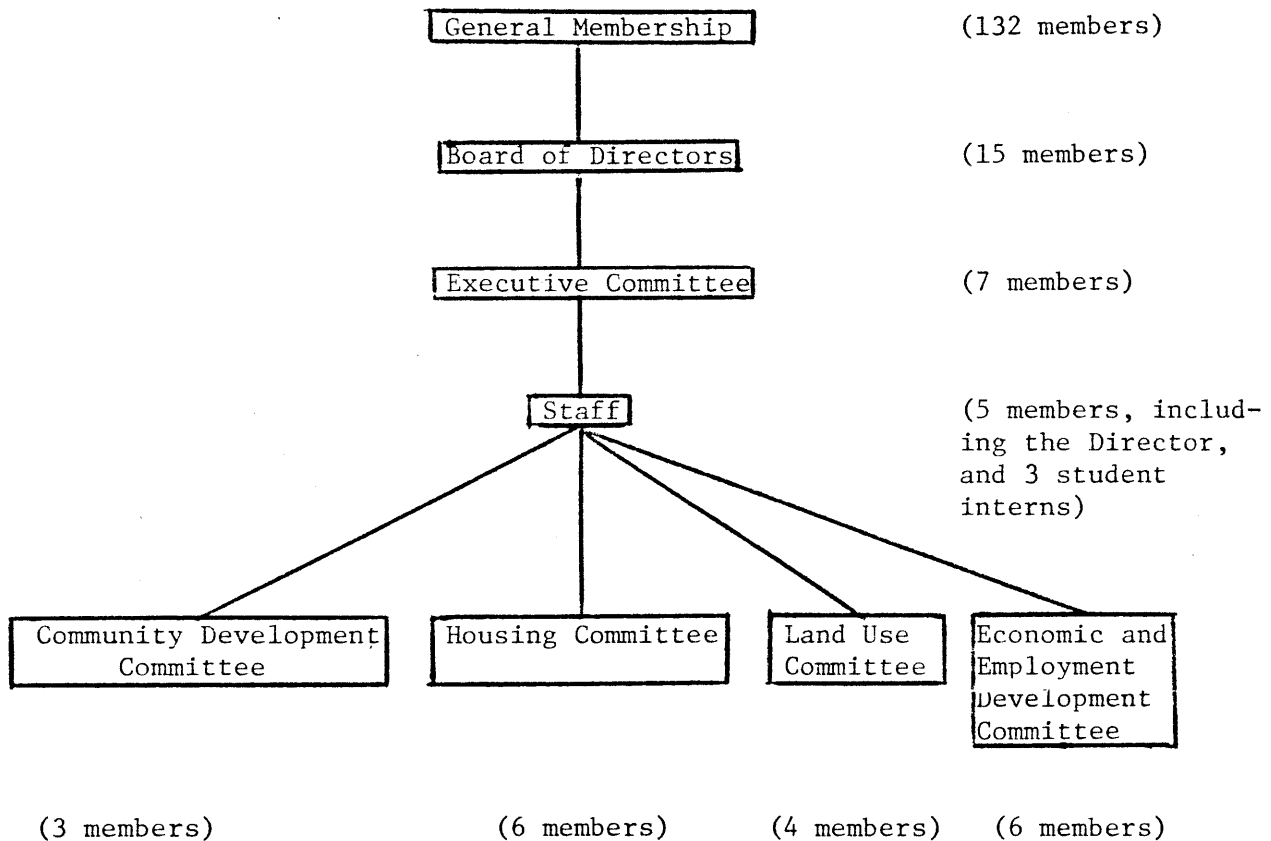 General Membership (132 members)
Board of Directors (15 members)
Executive Committee (7 members)
Staff (5 members, includ-
ing the Director,
and 3 student
interns)
Community Development
Committee
Housing Committee
Land Use
Committee
Economic and
Employment
Development
Committee
(3 members) (6 members) (4 members) (6 members)